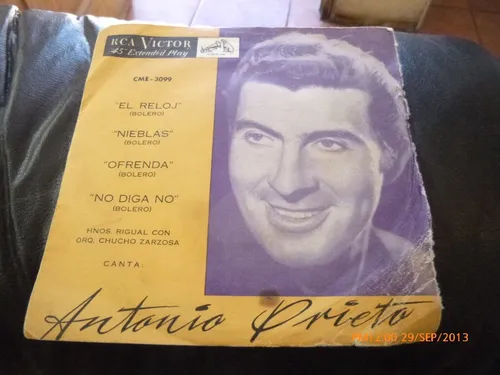 RCA VICTOR
"45" Extended Play
CME-3099
"EL RELOJ"
(BOLERO)
"NIEBLAS"
(BOLERO)
"OFRENDA"
(BOLERO)
"NO DIGA NO"
(BOLERO)
HNOS. RIGUAL CON
ORQ. CHUCHO ZARZOSA
CANTA:
Antonio Prieto
29/SEP/2013